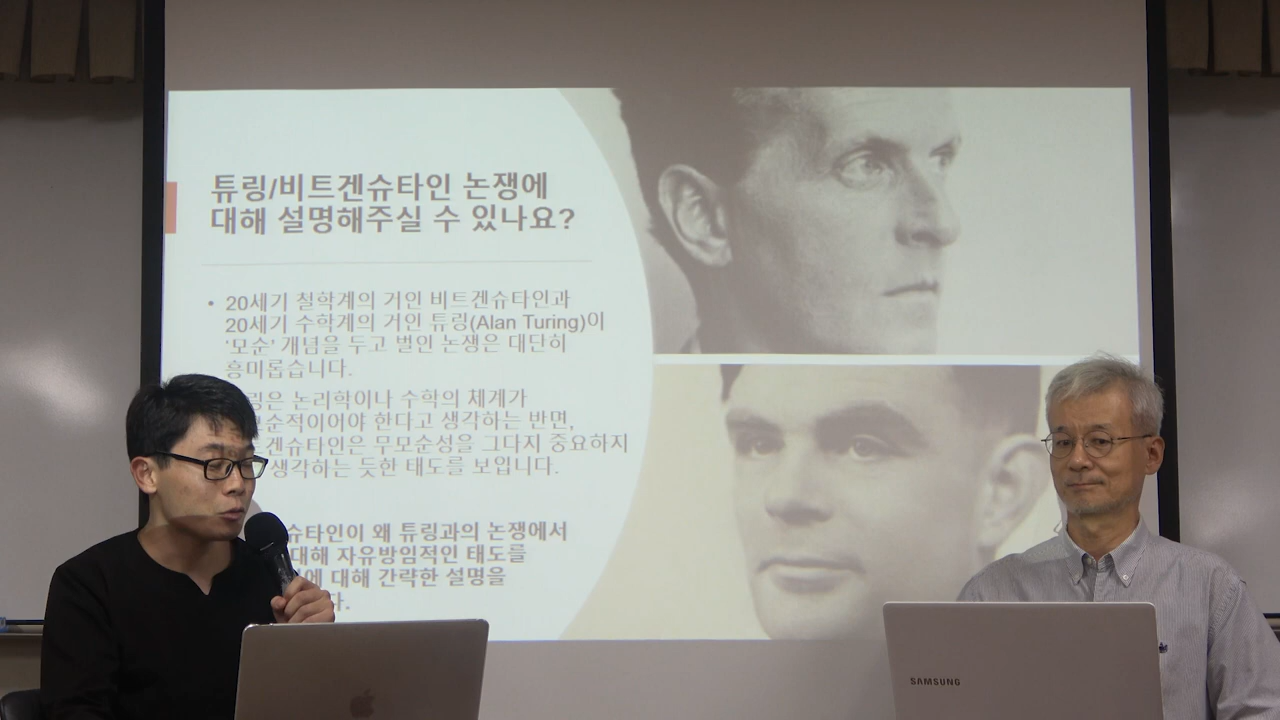 튜링/비트겐슈타인 논쟁에
대해 설명해주실 수 있나요?
• 20세기 철학계의 거인 비트겐슈타인과
20세기 수학계의 거인 튜링(Alan Turing)이
'모순' 개념을 두고 벌인 논쟁은 대단히
흥미롭습니다.
링은 논리학이나 수학의 체계가
순적이어야 한다고 생각하는 반면,
겐슈타인은 무모순성을 그다지 중요하지
생각하는 듯한 태도를 보입니다.
슈타인이 왜 튜링과의 논쟁에서
대해 자유방임적인 태도를
에 대해 간략한 설명을
다.
SAMSUNG